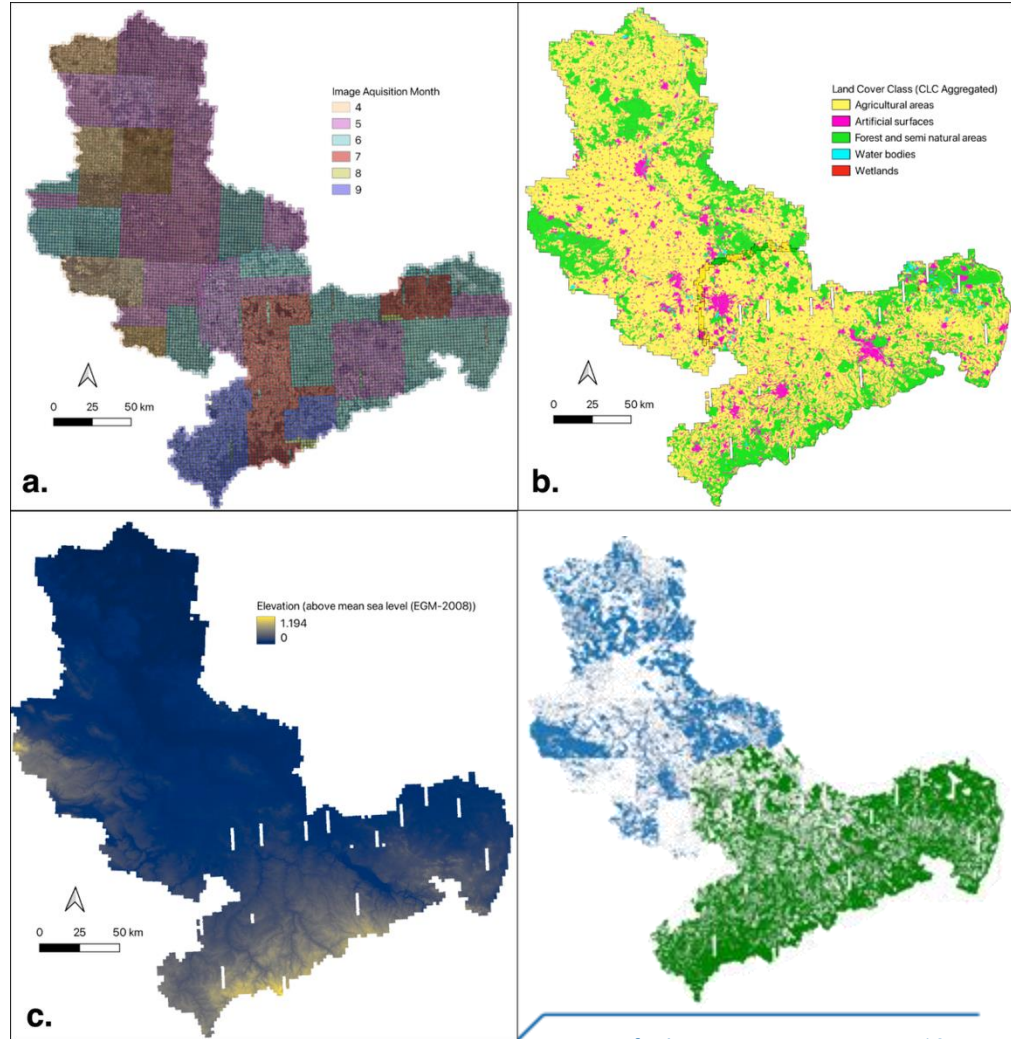 Image Aquisition Month
4
5
6
7
8
9
0 25 50 km
a.
Land Cover Class (CLC Aggregated)
Agricultural areas
Artificial surfaces
Forest and semi natural areas
Water bodies
Wetlands
0 25 50 km
b.
Elevation (above mean sea level (EGM-2008))
1.194
0
0 25 50 km
c.